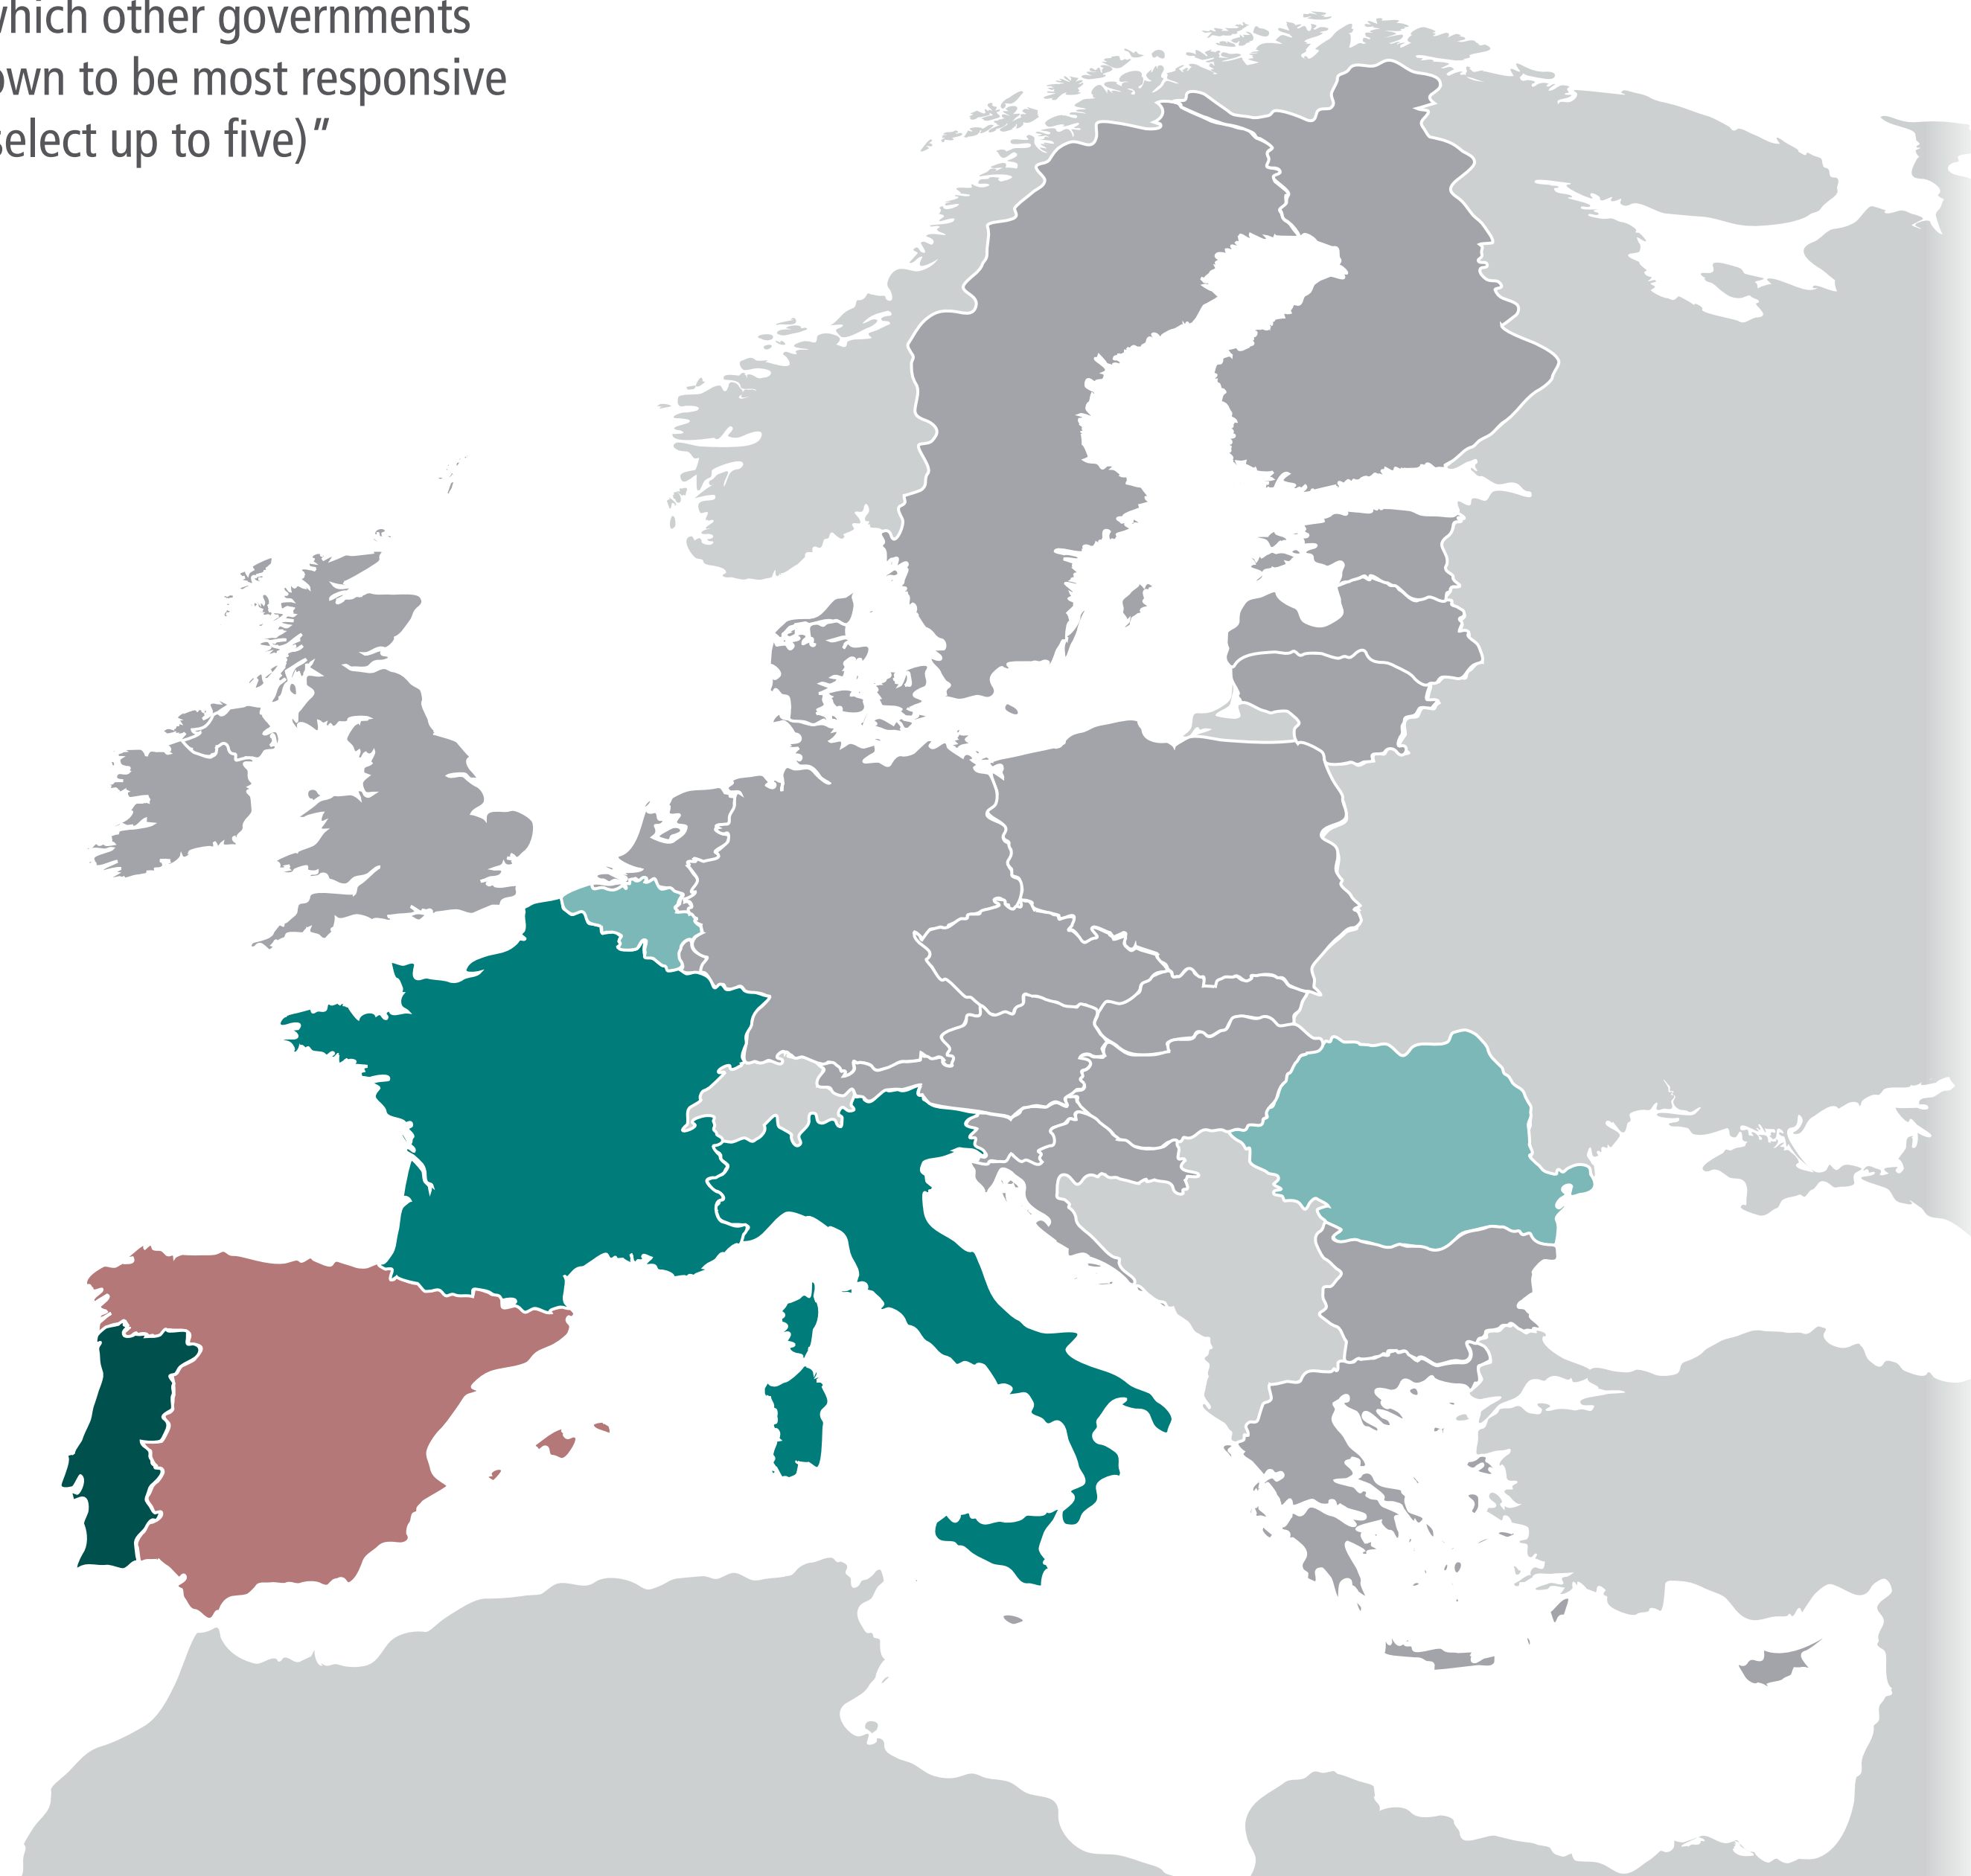 which other governments
own to be most responsive
select up to five)”